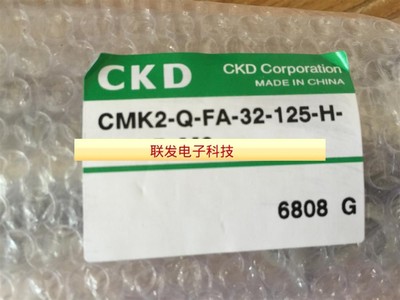 CKD
CKD Corporation
MADE IN CHINA
CMK2-Q-FA-32-125-H-
联发电子科技
6808 G